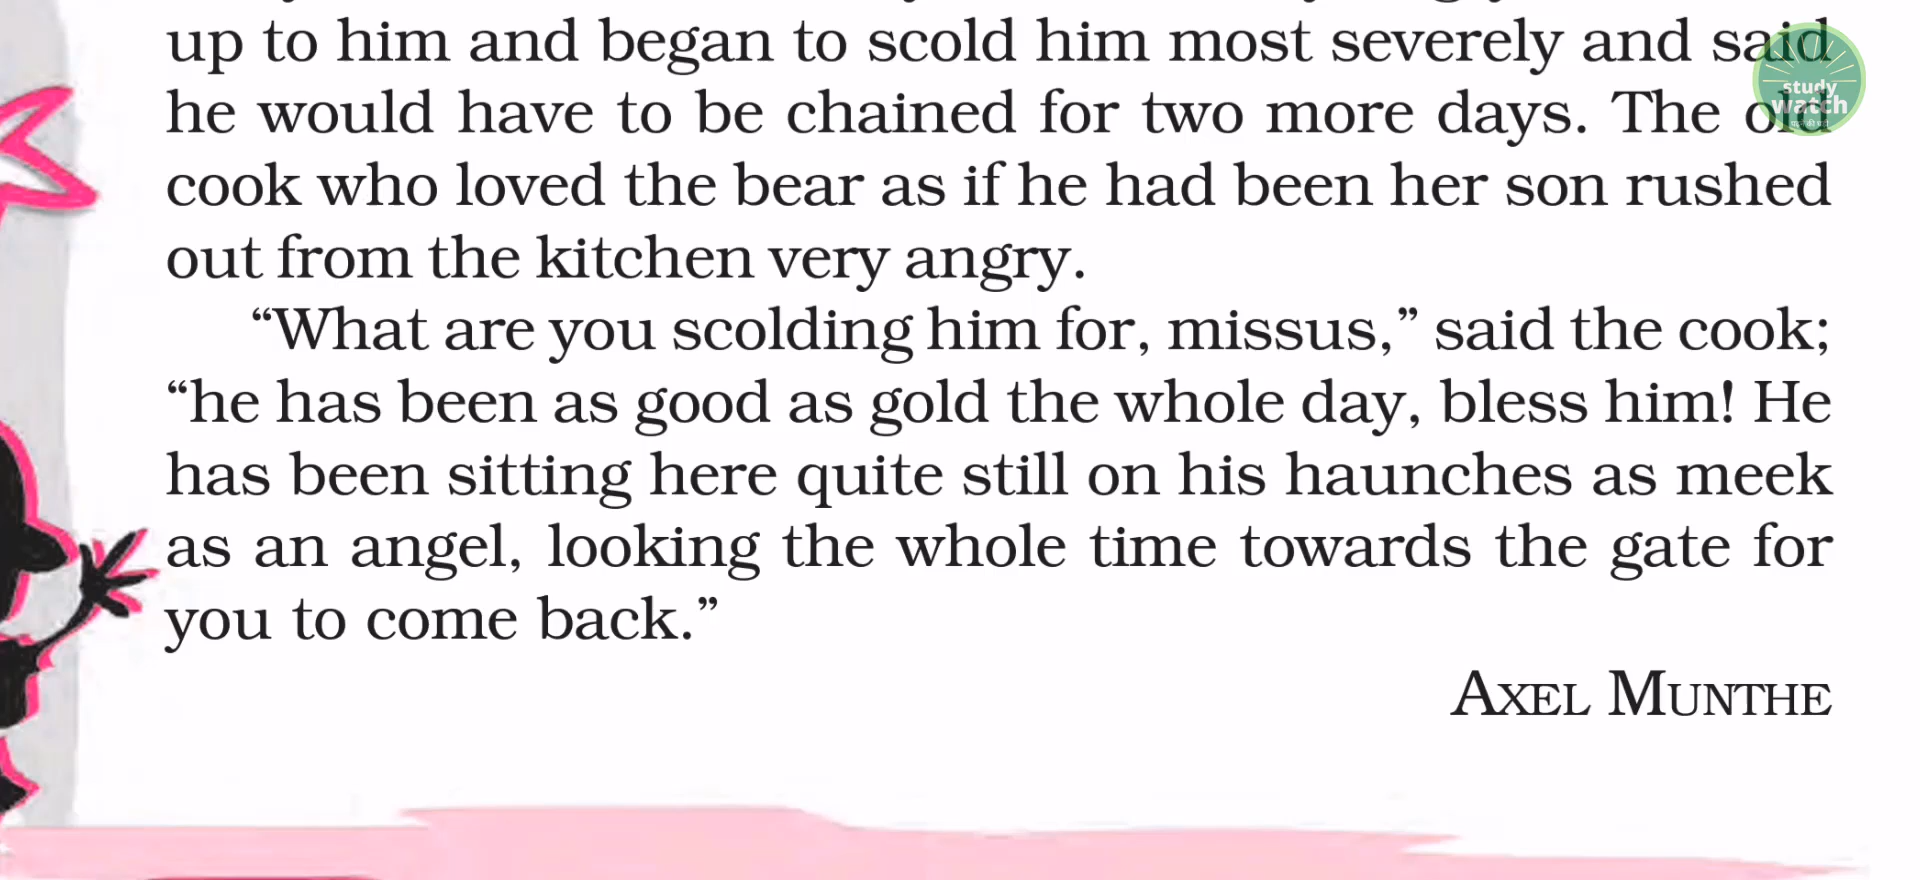 up to him and began to scold him most severely and said
he would have to be chained for two more days. The old
cook who loved the bear as if he had been her son rushed
out from the kitchen very angry.
“What are you scolding him for, missus,” said the cook;
“he has been as good as gold the whole day, bless him! He
has been sitting here quite still on his haunches as meek
as an angel, looking the whole time towards the gate for
you to come back.”
AXEL MUNTHE
study
watch